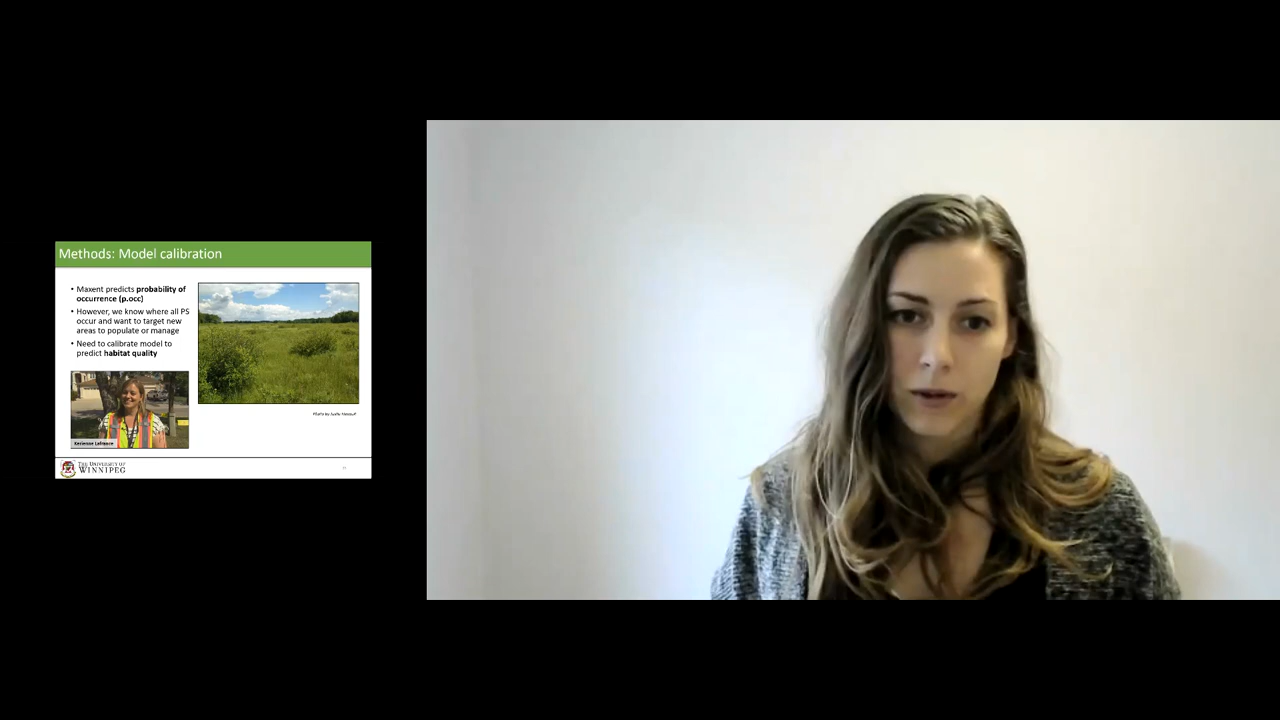 Methods: Model calibration
• Maxent predicts probability of
occurrence (p.occ)
• However, we know where all PS
occur and want to target new
areas to populate or manage
• Need to calibrate model to
predict habitat quality
Photo by
THE UNIVERSITY OF
WINNIPEG